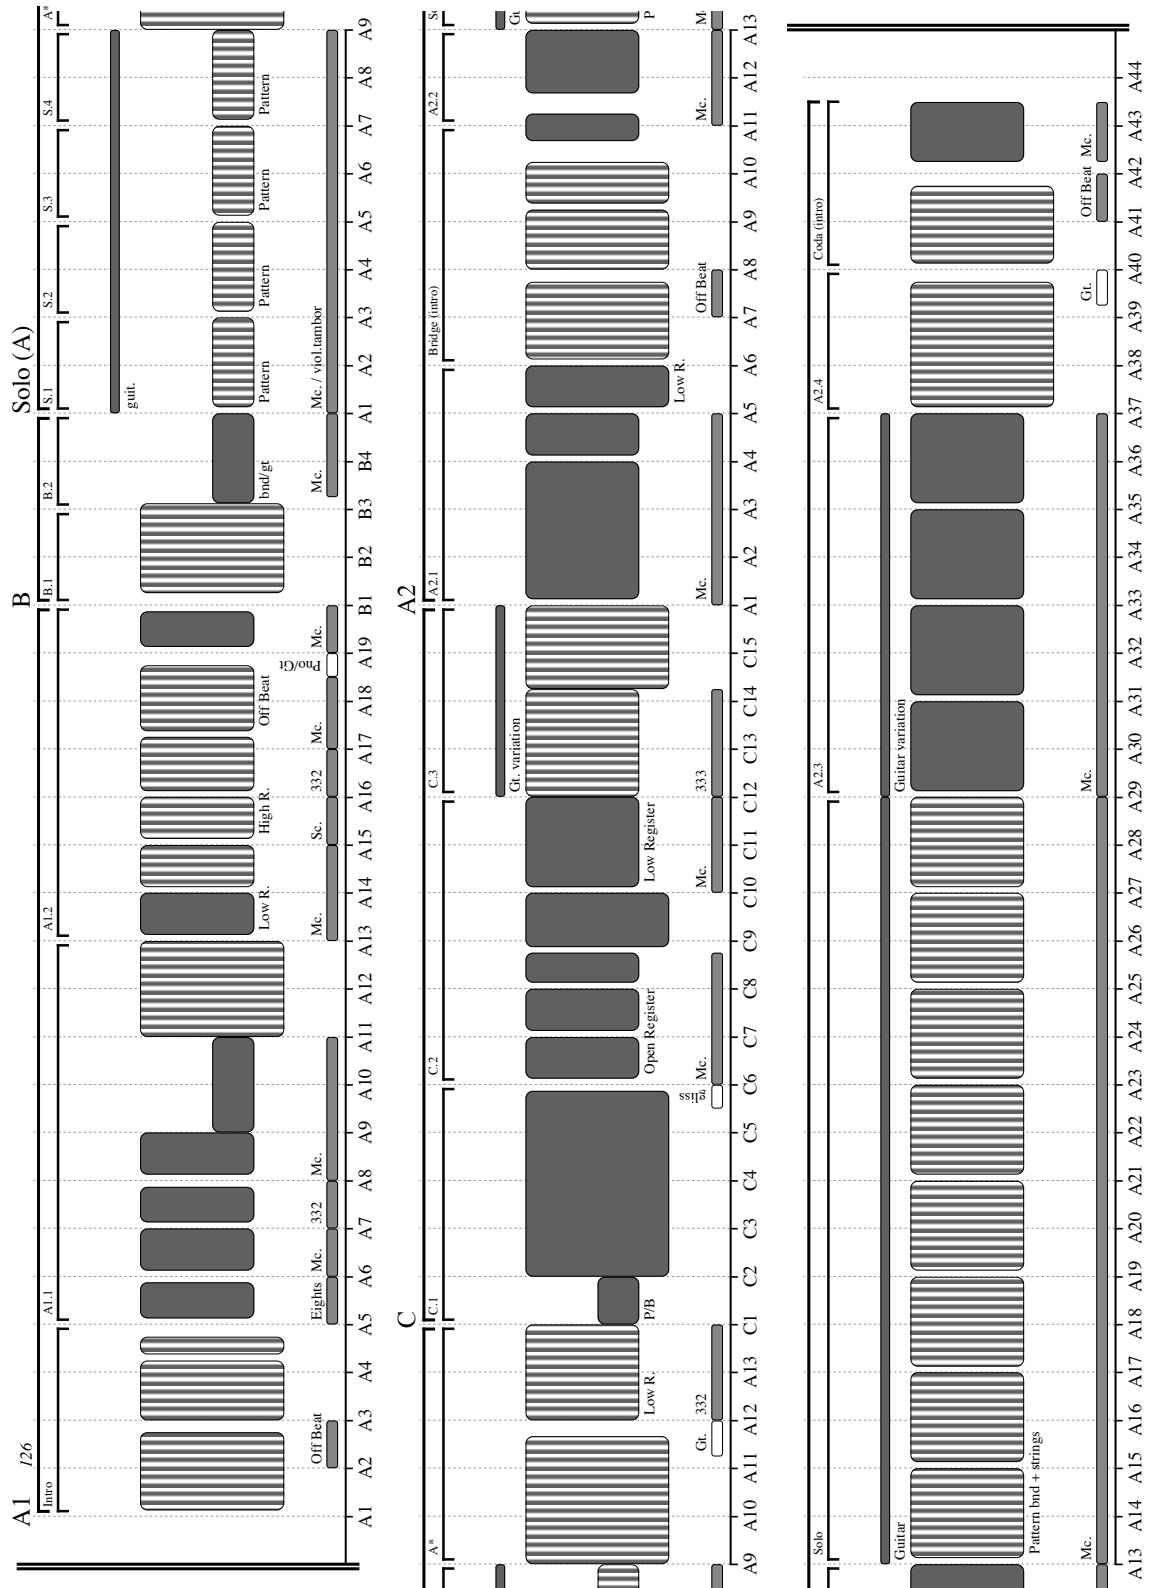 A1 B Solo (A)
126
Intro A1.1 A1.2 B.1 B.2 S.1 S.2 S.3 S.4 A*
guit.
Low R. High R. Off Beat bnd/gt Pattern Pattern Pattern Pattern
Off Beat Eights Mc. 332 Mc. Mc. Sc. 332 Mc. Pno/Gt Mc. Mc. Mc. / viol.tambor
A1 A2 A3 A4 A5 A6 A7 A8 A9 A10 A11 A12 A13 A14 A15 A16 A17 A18 A19 B1 B2 B3 B4 A1 A2 A3 A4 A5 A6 A7 A8 A9
C A2
A* C.1 C.2 C.3 A2.1 Bridge (intro) A2.2
Gt. variation
Low R. P/B Open Register Low Register Low R. P
Gt. 332 gliss Mc. Mc. 333 Mc. Off Beat Mc. Mc.
A9 A10 A11 A12 A13 C1 C2 C3 C4 C5 C6 C7 C8 C9 C10 C11 C12 C13 C14 C15 A1 A2 A3 A4 A5 A6 A7 A8 A9 A10 A11 A12 A13
Solo A2.3 A2.4 Coda (intro)
Guitar Guitar variation
Pattern bnd + strings
Mc. Mc. Gt. Off Beat Mc.
A13 A14 A15 A16 A17 A18 A19 A20 A21 A22 A23 A24 A25 A26 A27 A28 A29 A30 A31 A32 A33 A34 A35 A36 A37 A38 A39 A40 A41 A42 A43 A44